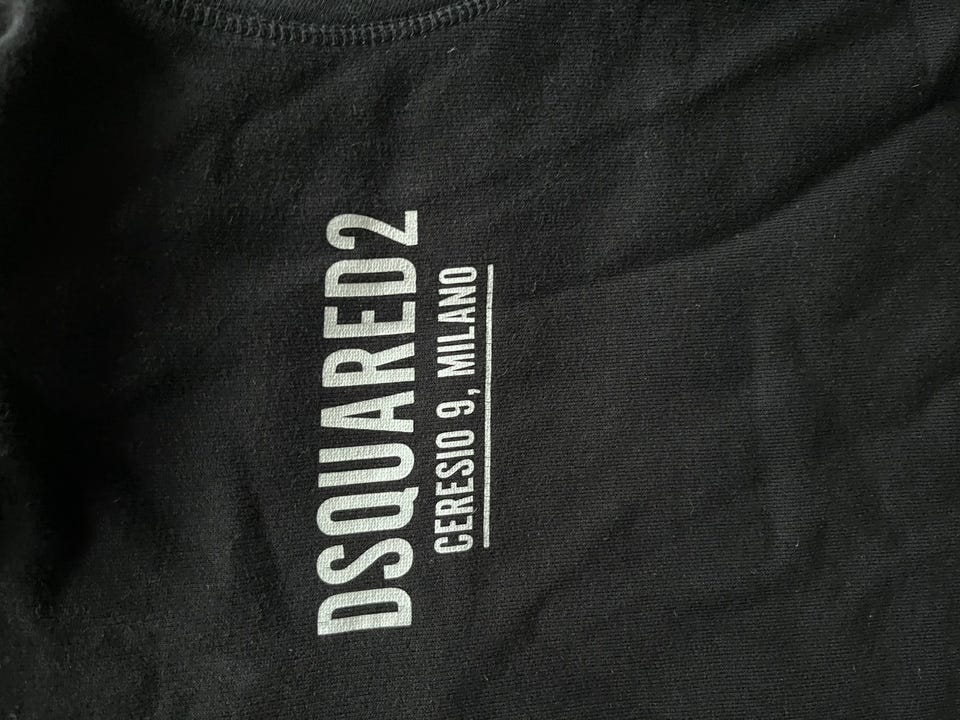 DSQUARED2
CERESIO 9, MILANO